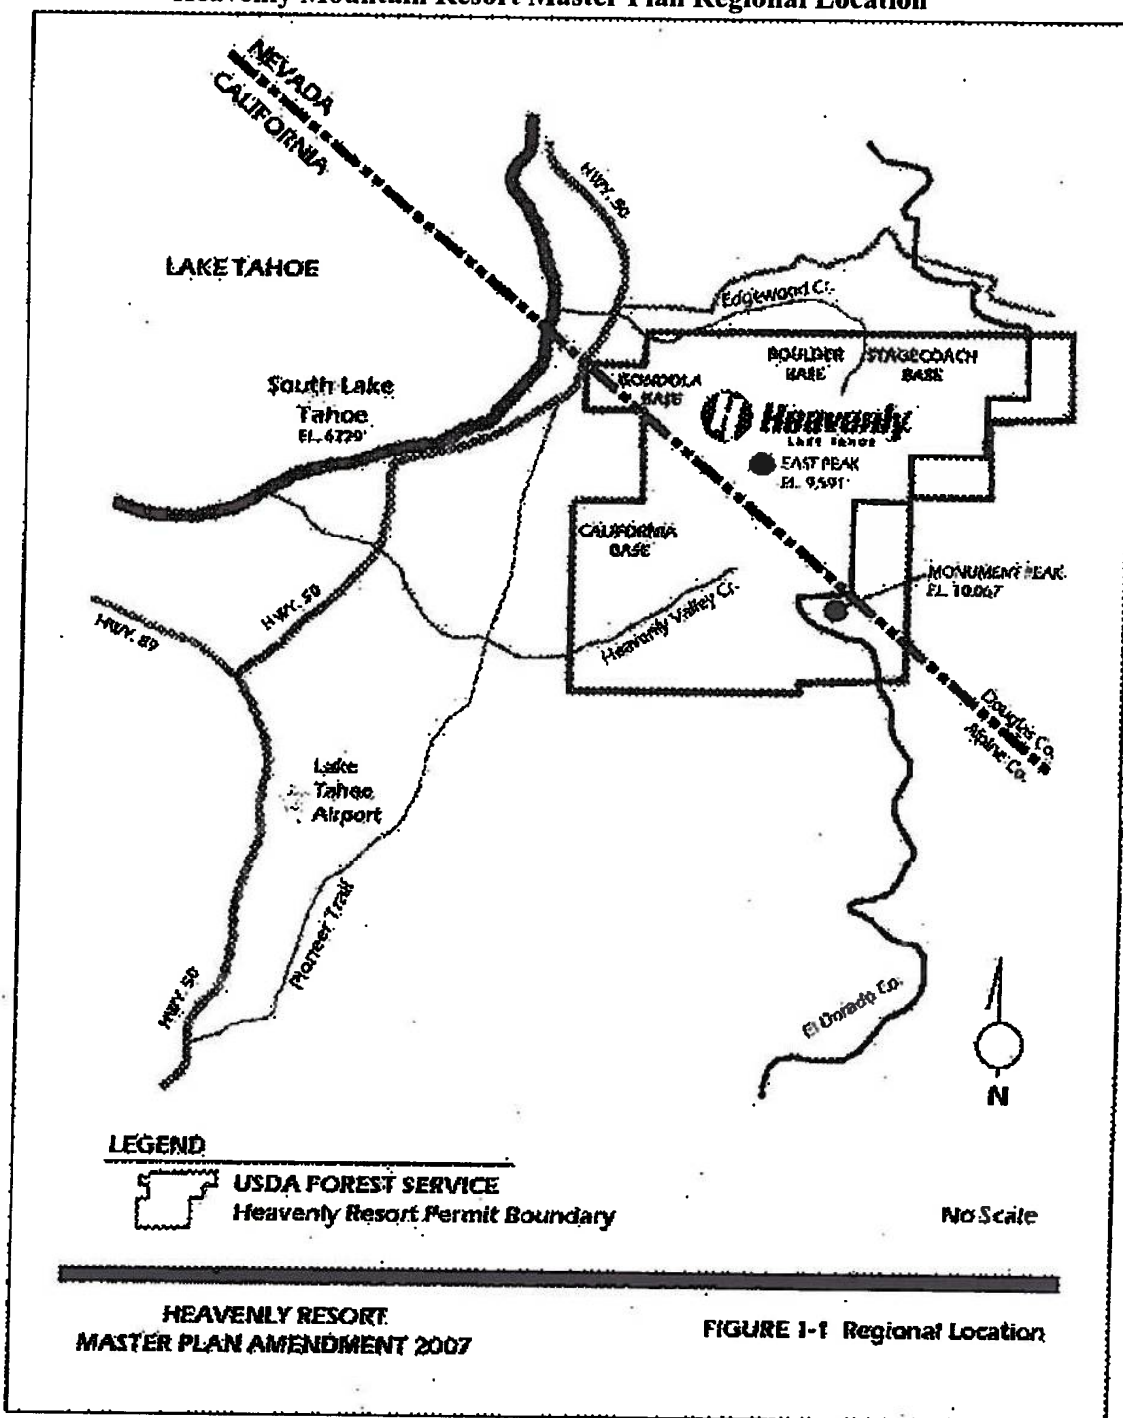 Heavenly Mountain Resort Master Plan Regional Location
NEVADA
CALIFORNIA
HWY. 50
LAKE TAHOE
Edgewood Cr.
BOULDER
BASE
STAGECOACH
BASE
GONDOLA
BASE
South Lake
Tahoe
EL. 6229'
Heavenly
LAKE TAHOE
EAST PEAK
EL. 9,591'
CALIFORNIA
BASE
MONUMENT PEAK
EL. 10,067'
HWY. 50
HWY. 89
Heavenly Valley Cr.
Douglas Co.
Alpine Co.
Lake
Tahoe
Airport
Pioneer Trail
HWY. 50
El Dorado Co.
N
LEGEND
USDA FOREST SERVICE
Heavenly Resort Permit Boundary
No Scale
HEAVENLY RESORT
MASTER PLAN AMENDMENT 2007
FIGURE 1-1 Regional Location